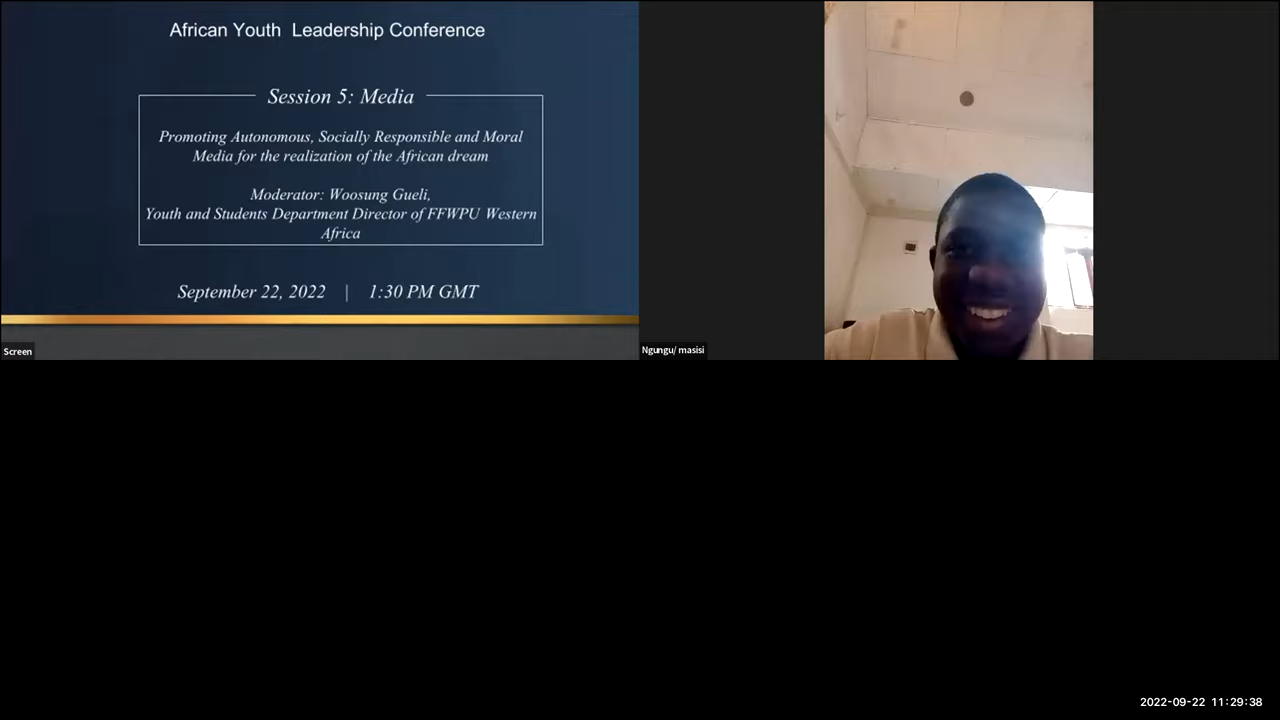 African Youth  Leadership Conference
Session 5: Media
Promoting Autonomous, Socially Responsible and Moral
Media for the realization of the African dream
Moderator: Woosung Gueli,
Youth and Students Department Director of FFWPU Western
Africa
September 22, 2022 | 1:30 PM GMT
Screen
Ngungu/ masisi
2022-09-22 11:29:38